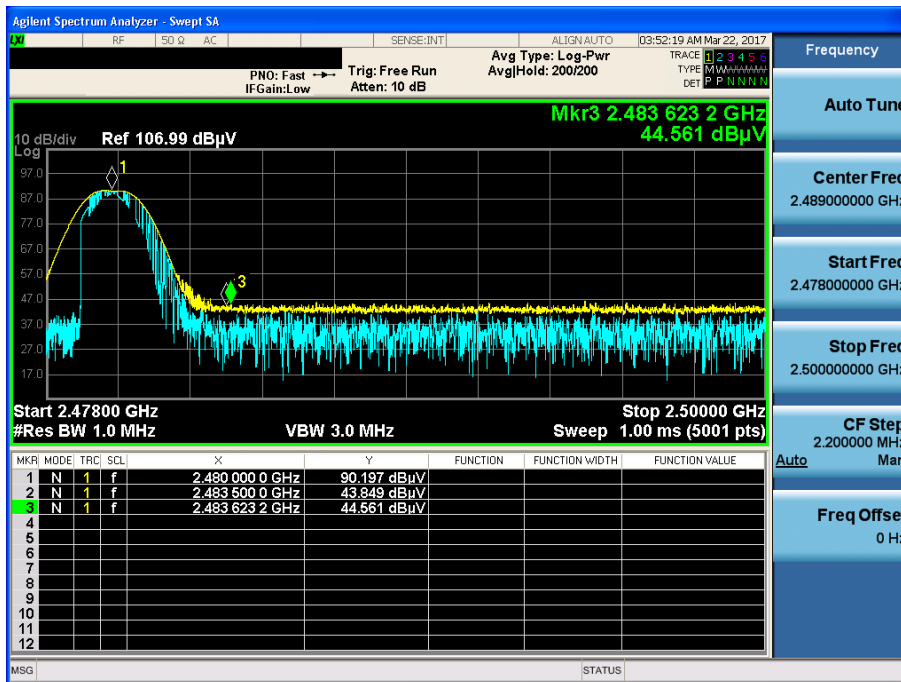 Agilent Spectrum Analyzer - Swept SA
LXI RF 50 Ω AC SENSE:INT ALIGN AUTO 03:52:19 AM Mar 22, 2017
Frequency
PNO: Fast
IFGain:Low
Trig: Free Run
Atten: 10 dB
Avg Type: Log-Pwr
Avg|Hold: 200/200
TRACE 1 2 3 4 5 6
TYPE M
DET P P N N N N
Auto Tune
Mkr3 2.483 623 2 GHz
44.561 dBµV
10 dB/div
Log
Ref 106.99 dBµV
97.0
87.0
77.0
67.0
57.0
47.0
37.0
27.0
17.0
1
3
Center Freq
2.489000000 GHz
Start Freq
2.478000000 GHz
Stop Freq
2.500000000 GHz
CF Step
2.200000 MHz
Auto Man
Freq Offset
0 Hz
Start 2.47800 GHz Stop 2.50000 GHz
#Res BW 1.0 MHz VBW 3.0 MHz Sweep 1.00 ms (5001 pts)
MKR MODE TRC SCL X Y FUNCTION FUNCTION WIDTH FUNCTION VALUE
1 N 1 f 2.480 000 0 GHz 90.197 dBµV
2 N 1 f 2.483 500 0 GHz 43.849 dBµV
3 N 1 f 2.483 623 2 GHz 44.561 dBµV
4
5
6
7
8
9
10
11
12
MSG STATUS